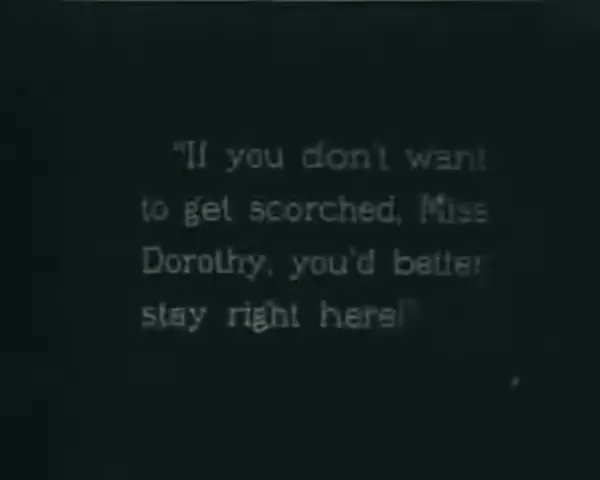 "If you don't want
to get scorched, Miss
Dorothy, you'd better
stay right here!"